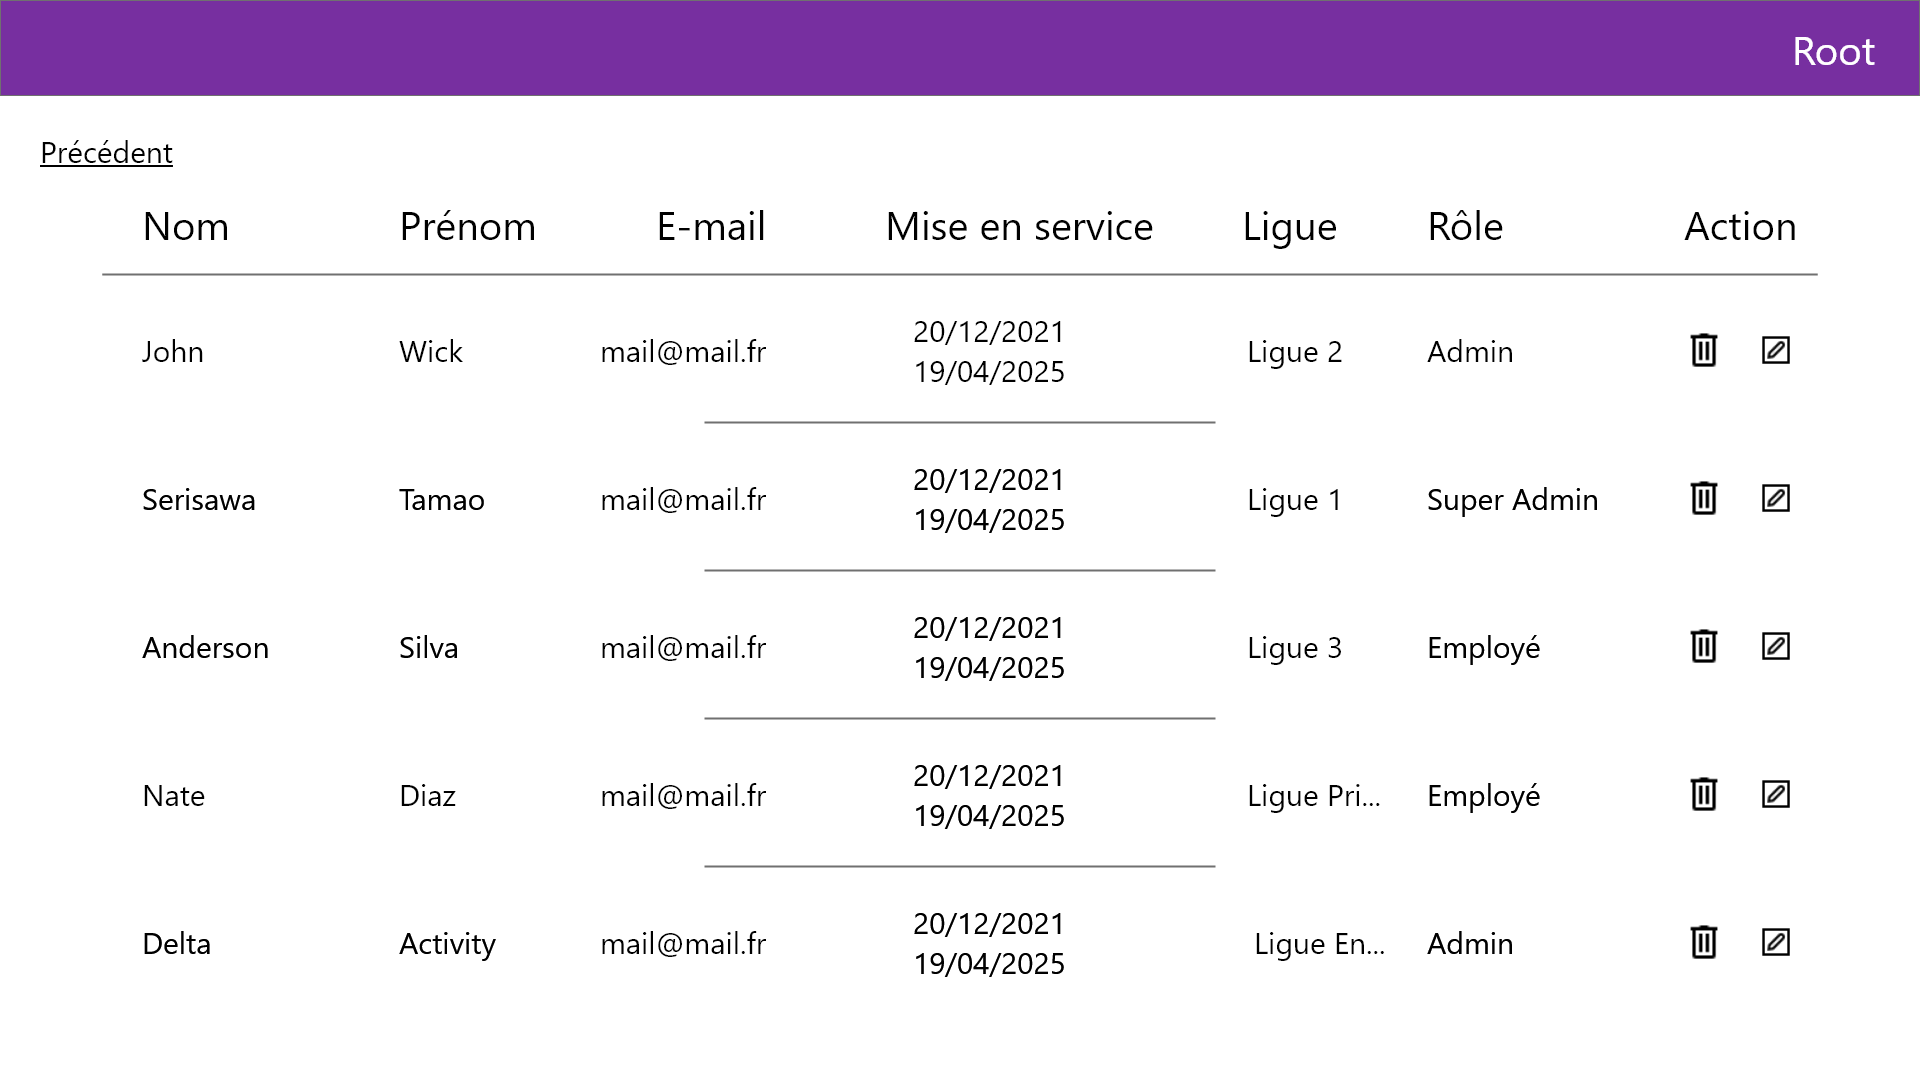 Root
Précédent
Nom Prénom E-mail Mise en service Ligue Rôle Action
John Wick mail@mail.fr 20/12/2021 19/04/2025 Ligue 2 Admin
Serisawa Tamao mail@mail.fr 20/12/2021 19/04/2025 Ligue 1 Super Admin
Anderson Silva mail@mail.fr 20/12/2021 19/04/2025 Ligue 3 Employé
Nate Diaz mail@mail.fr 20/12/2021 19/04/2025 Ligue Pri... Employé
Delta Activity mail@mail.fr 20/12/2021 19/04/2025 Ligue En... Admin